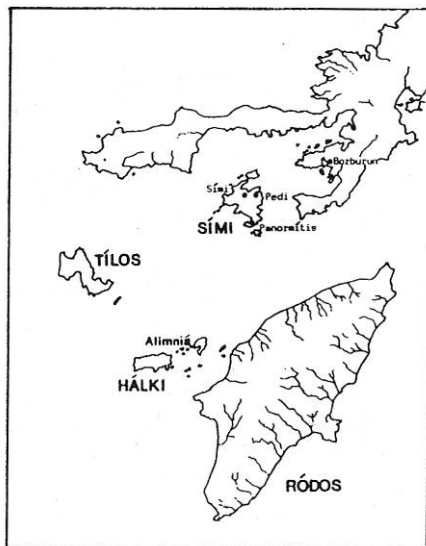 Bozburun
Sími
Pedi
SÍMI
Panormítis
TÍLOS
Alimniá
HÁLKI
RÓDOS